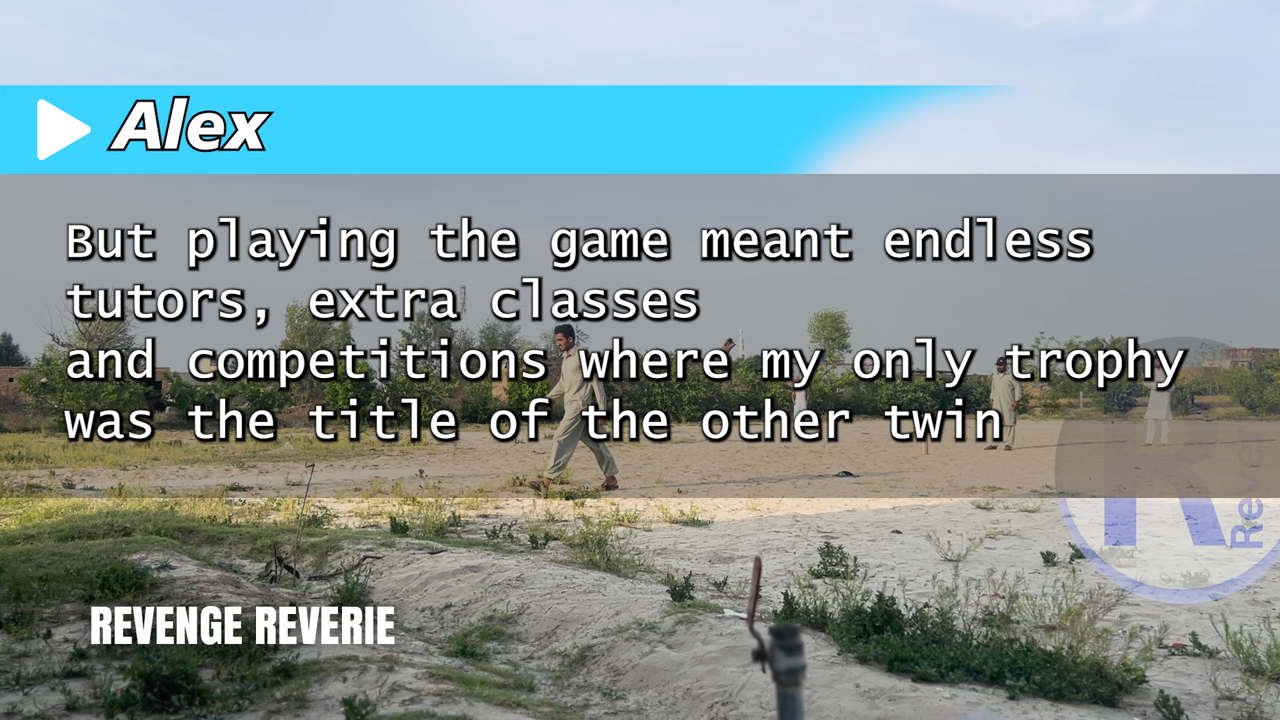 Alex
But playing the game meant endless
tutors, extra classes
and competitions where my only trophy
was the title of the other twin
REVENGE REVERIE
R